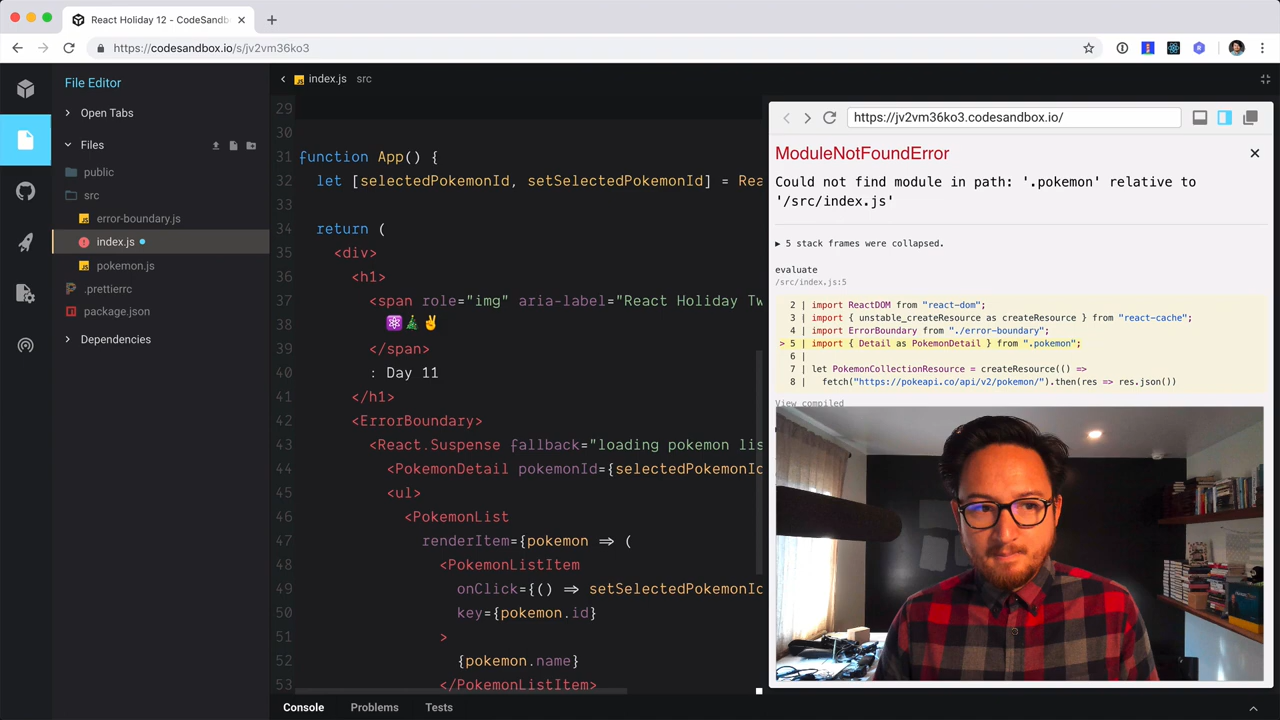 React Holiday 12 - CodeSandb
https://codesandbox.io/s/jv2vm36ko3
File Editor
Open Tabs
Files
public
src
error-boundary.js
index.js
pokemon.js
.prettierrc
package.json
Dependencies
index.js src
29
30
31 function App() {
32 let [selectedPokemonId, setSelectedPokemonId] = Rea
33
34 return (
35 <div>
36 <h1>
37 <span role="img" aria-label="React Holiday Tw
38 ⚛️🎄✌️
39 </span>
40 : Day 11
41 </h1>
42 <ErrorBoundary>
43 <React.Suspense fallback="loading pokemon lis
44 <PokemonDetail pokemonId={selectedPokemonId
45 <ul>
46 <PokemonList
47 renderItem={pokemon => (
48 <PokemonListItem
49 onClick={() => setSelectedPokemonId
50 key={pokemon.id}
51 >
52 {pokemon.name}
53 </PokemonListItem>
https://jv2vm36ko3.codesandbox.io/
ModuleNotFoundError
Could not find module in path: '.pokemon' relative to
'/src/index.js'
▶ 5 stack frames were collapsed.
evaluate
/src/index.js:5
2 | import ReactDOM from "react-dom";
3 | import { unstable_createResource as createResource } from "react-cache";
4 | import ErrorBoundary from "./error-boundary";
> 5 | import { Detail as PokemonDetail } from ".pokemon";
6 |
7 | let PokemonCollectionResource = createResource(() =>
8 | fetch("https://pokeapi.co/api/v2/pokemon/").then(res => res.json())
View compiled
Console Problems Tests